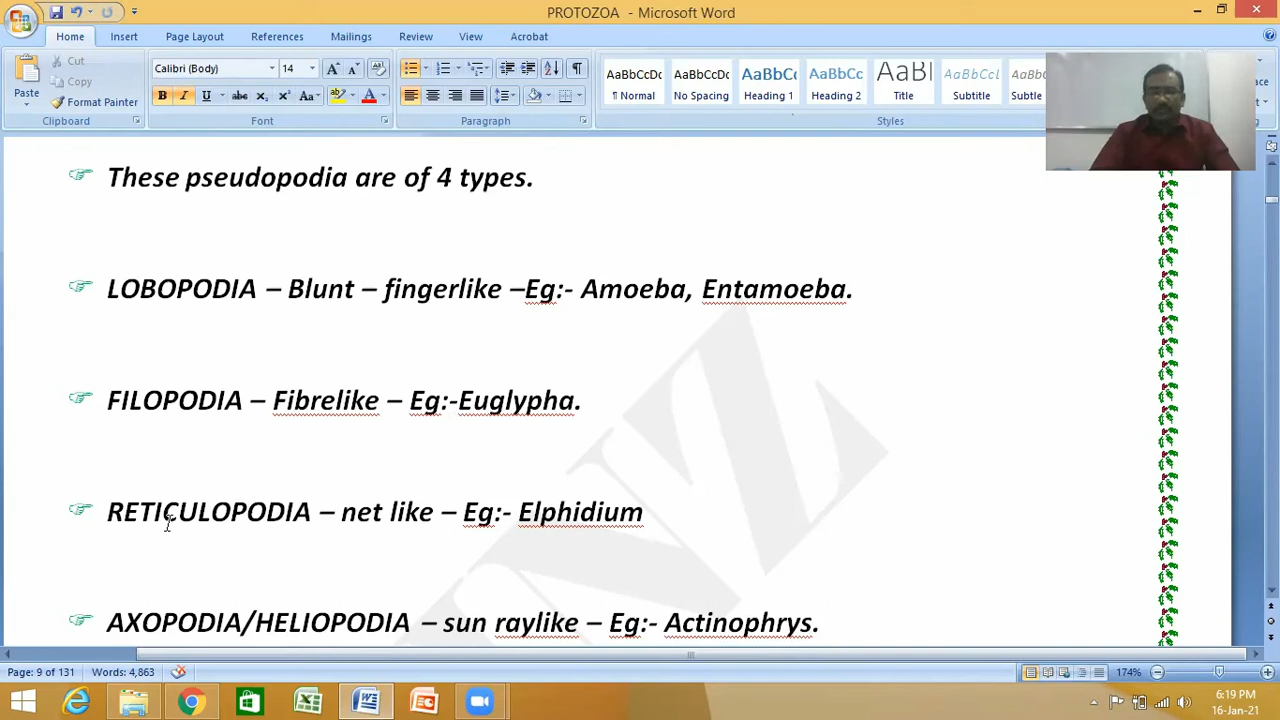 PROTOZOA - Microsoft Word
Home Insert Page Layout References Mailings Review View Acrobat
Cut
Copy
Format Painter
Paste
Clipboard
Calibri (Body) 14
Font
Paragraph
AaBbCcDc AaBbCcDc AaBbCc AaBbCc AaBl AaBbCcL AaBbC
¶ Normal No Spacing Heading 1 Heading 2 Title Subtitle Subtle
Styles
These pseudopodia are of 4 types.
LOBOPODIA – Blunt – fingerlike –Eg:- Amoeba, Entamoeba.
FILOPODIA – Fibrelike – Eg:-Euglypha.
RETICULOPODIA – net like – Eg:- Elphidium
AXOPODIA/HELIOPODIA – sun raylike – Eg:- Actinophrys.
Page: 9 of 131 Words: 4,863 174%
6:19 PM
16-Jan-21